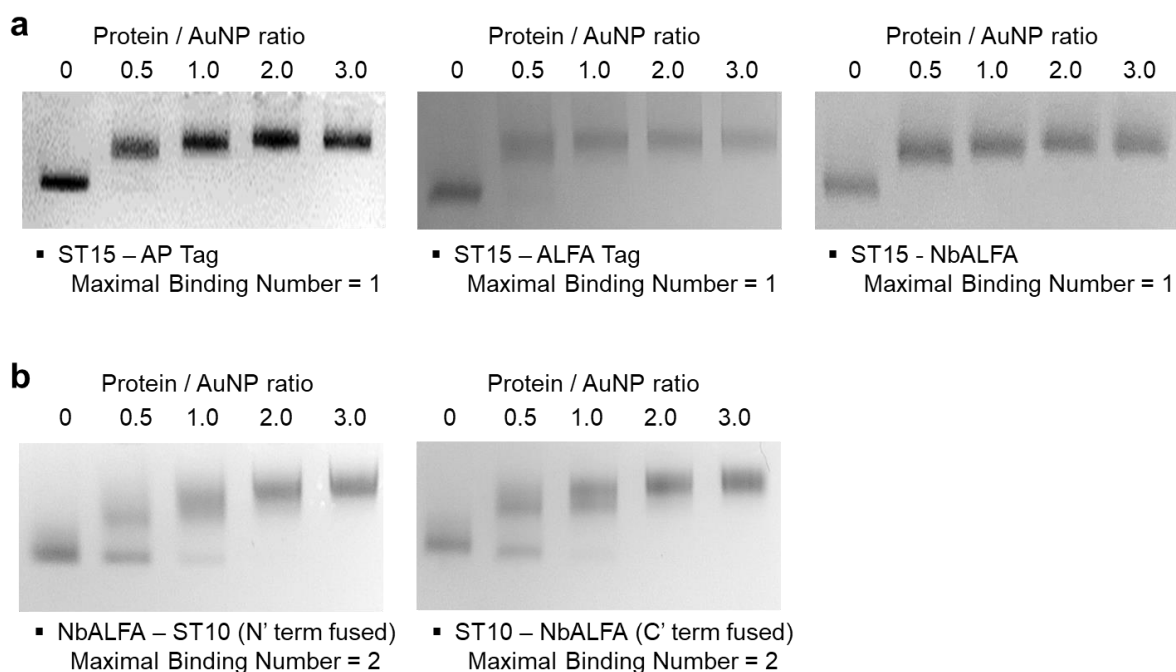 a
Protein / AuNP ratio
0 0.5 1.0 2.0 3.0
▪ ST15 – AP Tag
Maximal Binding Number = 1
Protein / AuNP ratio
0 0.5 1.0 2.0 3.0
▪ ST15 – ALFA Tag
Maximal Binding Number = 1
Protein / AuNP ratio
0 0.5 1.0 2.0 3.0
▪ ST15 - NbALFA
Maximal Binding Number = 1
b
Protein / AuNP ratio
0 0.5 1.0 2.0 3.0
▪ NbALFA – ST10 (N’ term fused)
Maximal Binding Number = 2
Protein / AuNP ratio
0 0.5 1.0 2.0 3.0
▪ ST10 – NbALFA (C’ term fused)
Maximal Binding Number = 2